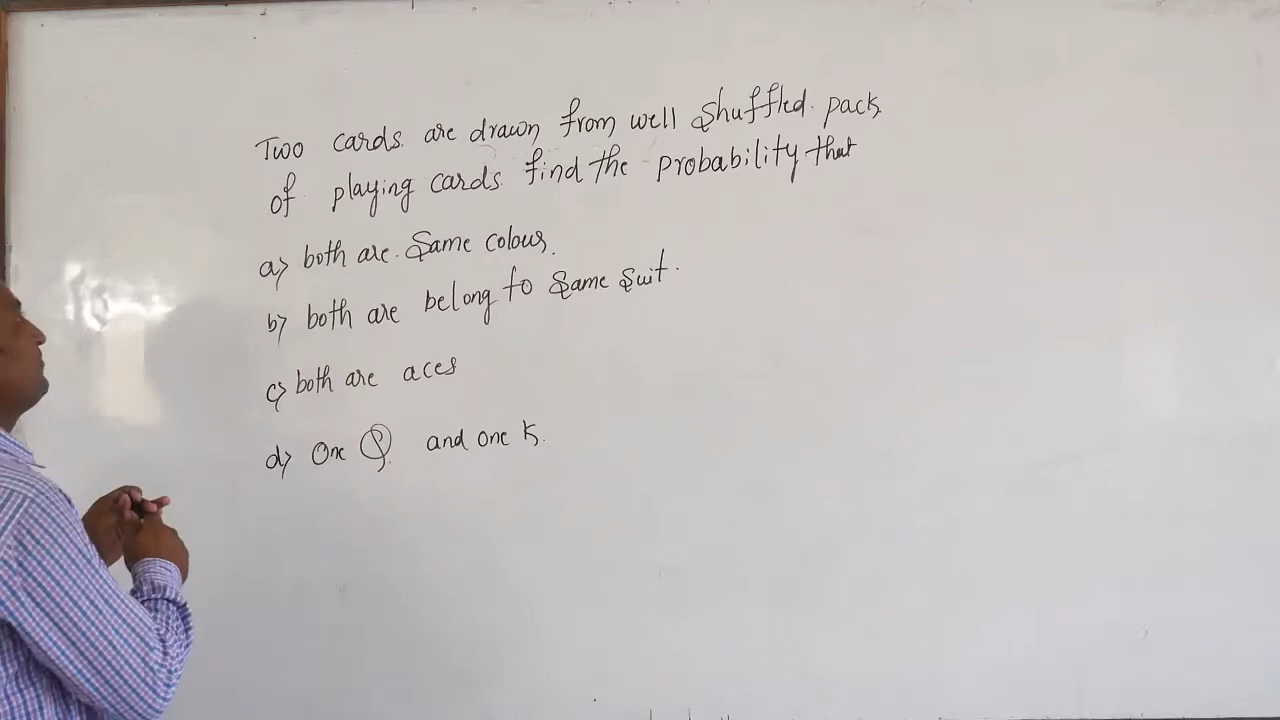 Two cards are drawn from well shuffled pack
of playing cards find the probability that
a) both are same colour.
b) both are belong to same suit.
c) both are aces
d) One Q and one K.